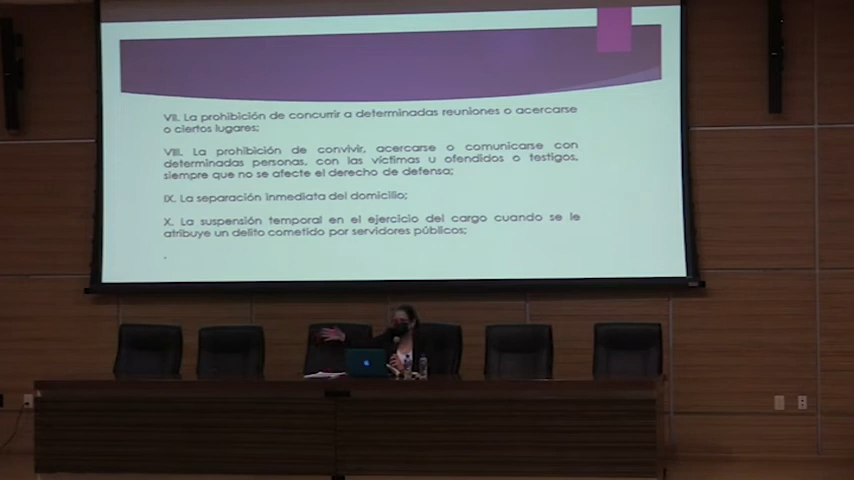 VII. La prohibición de concurrir a determinadas reuniones o acercarse
o ciertos lugares;
VIII. La prohibición de convivir, acercarse o comunicarse con
determinadas personas, con las víctimas u ofendidos o testigos,
siempre que no se afecte el derecho de defensa;
IX. La separación inmediata del domicilio;
X. La suspensión temporal en el ejercicio del cargo cuando se le
atribuye un delito cometido por servidores públicos;
.